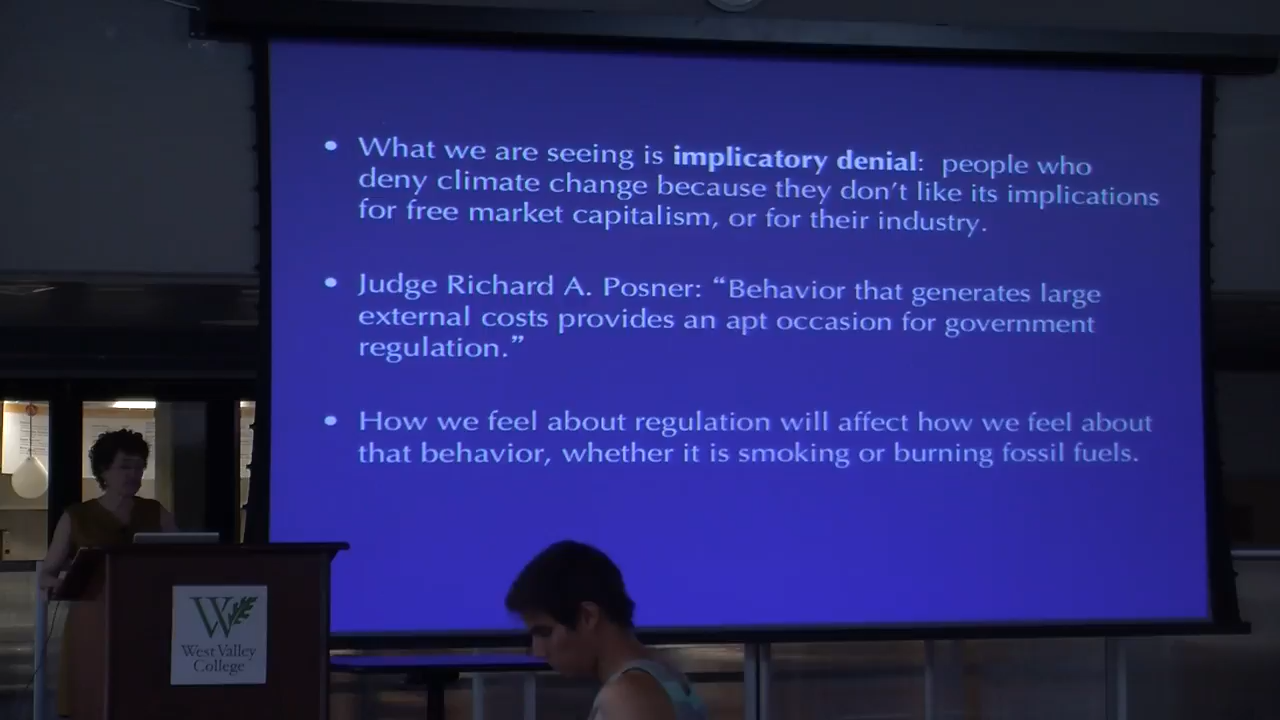 • What we are seeing is implicatory denial: people who
deny climate change because they don't like its implications
for free market capitalism, or for their industry.
• Judge Richard A. Posner: “Behavior that generates large
external costs provides an apt occasion for government
regulation.”
• How we feel about regulation will affect how we feel about
that behavior, whether it is smoking or burning fossil fuels.
W
West Valley
College